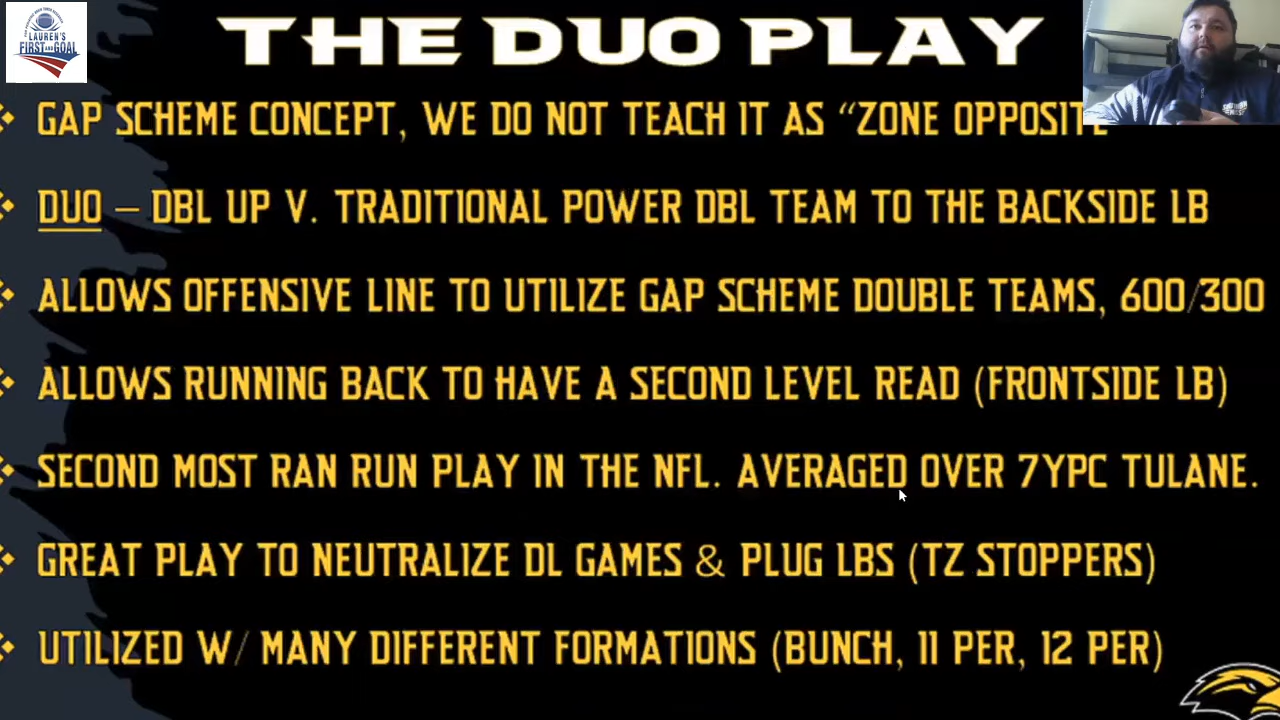 LAUREN'S
FIRST AND GOAL
THE DUO PLAY
GAP SCHEME CONCEPT, WE DO NOT TEACH IT AS “ZONE OPPOSITE
DUO – DBL UP V. TRADITIONAL POWER DBL TEAM TO THE BACKSIDE LB
ALLOWS OFFENSIVE LINE TO UTILIZE GAP SCHEME DOUBLE TEAMS, 600/300
ALLOWS RUNNING BACK TO HAVE A SECOND LEVEL READ (FRONTSIDE LB)
SECOND MOST RAN RUN PLAY IN THE NFL. AVERAGED OVER 7YPC TULANE.
GREAT PLAY TO NEUTRALIZE DL GAMES & PLUG LBS (TZ STOPPERS)
UTILIZED W/ MANY DIFFERENT FORMATIONS (BUNCH, 11 PER, 12 PER)